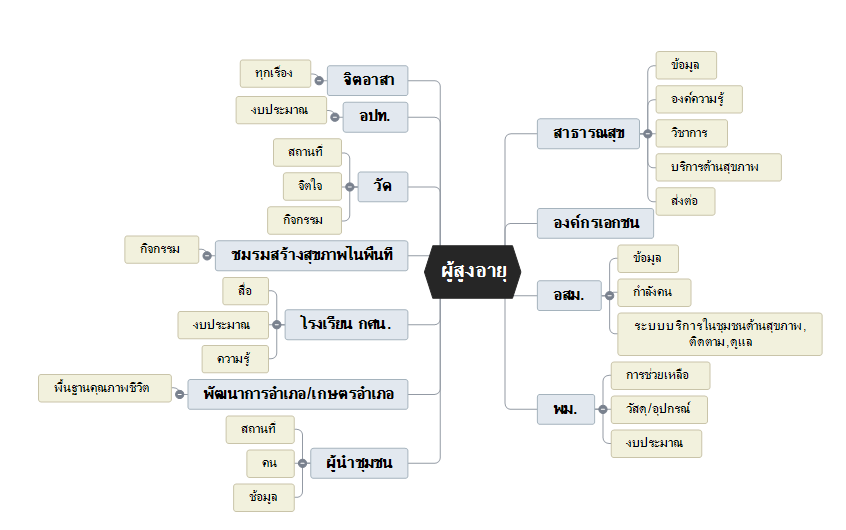 ผู้สูงอายุ
จิตอาสา
ทุกเรื่อง
อปท.
งบประมาณ
วัด
สถานที่
จิตใจ
กิจกรรม
ชมรมสร้างสุขภาพในพื้นที่
กิจกรรม
โรงเรียน กศน.
สื่อ
งบประมาณ
ความรู้
พัฒนาการอำเภอ/เกษตรอำเภอ
พื้นฐานคุณภาพชีวิต
ผู้นำชุมชน
สถานที่
คน
ข้อมูล
สาธารณสุข
ข้อมูล
องค์ความรู้
วิชาการ
บริการด้านสุขภาพ
ส่งต่อ
องค์กรเอกชน
อสม.
ข้อมูล
กำลังคน
ระบบบริการในชุมชนด้านสุขภาพ,
ติดตาม,ดูแล
พม.
การช่วยเหลือ
วัสดุ/อุปกรณ์
งบประมาณ